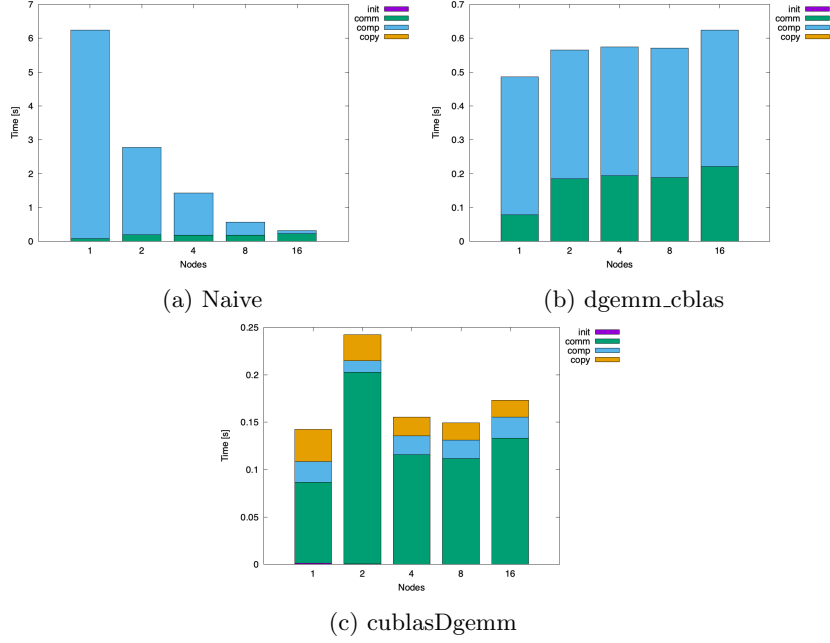 7
6
5
4
3
2
1
0
Time [s]
1 2 4 8 16
Nodes
init
comm
comp
copy
(a) Naive
0.7
0.6
0.5
0.4
0.3
0.2
0.1
0
Time [s]
1 2 4 8 16
Nodes
init
comm
comp
copy
(b) dgemm_cblas
0.25
0.2
0.15
0.1
0.05
0
Time [s]
1 2 4 8 16
Nodes
init
comm
comp
copy
(c) cublasDgemm